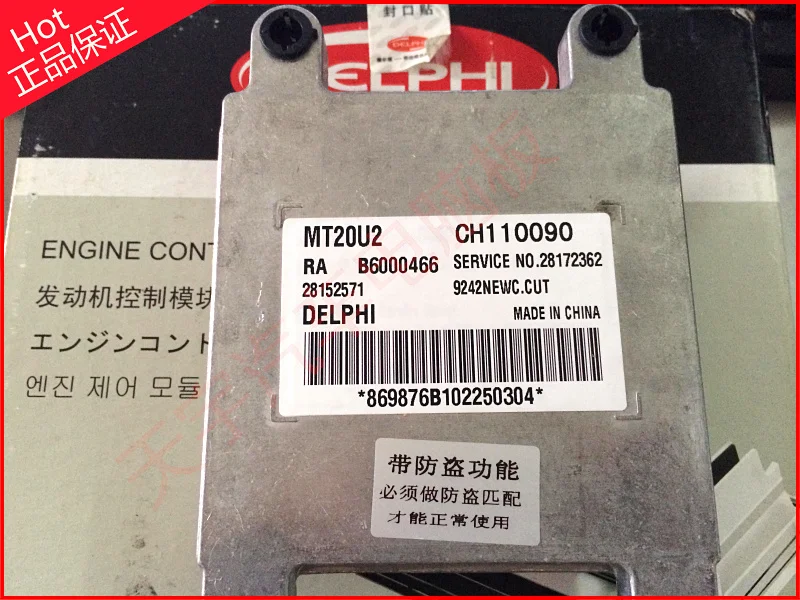 Hot
正品保证
封口贴
DELPHI
DELPHI
ENGINE CONT
发动机控制模块
エンジンコント
엔진 제어 모듈
MT20U2 CH110090
RA B6000466 SERVICE NO.28172362
28152571 9242NEWC.CUT
DELPHI MADE IN CHINA
*869876B102250304*
带防盗功能
必须做防盗匹配
才能正常使用